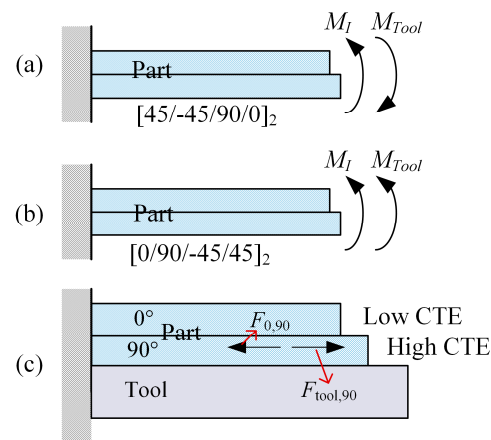 M_I M_Tool
(a) Part
[45/-45/90/0]_2
M_I M_Tool
(b) Part
[0/90/-45/45]_2
0° F_0,90 Low CTE
Part
(c) 90° High CTE
Tool F_tool,90